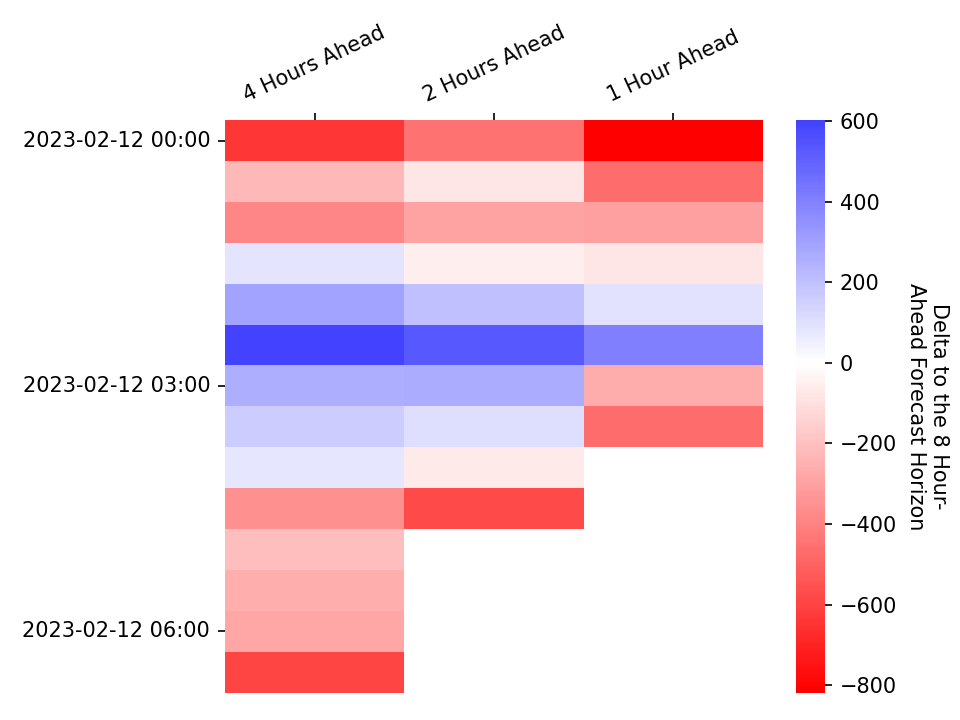 4 Hours Ahead
2 Hours Ahead
1 Hour Ahead
2023-02-12 00:00
2023-02-12 03:00
2023-02-12 06:00
600
400
200
0
−200
−400
−600
−800
Delta to the 8 Hour-
Ahead Forecast Horizon